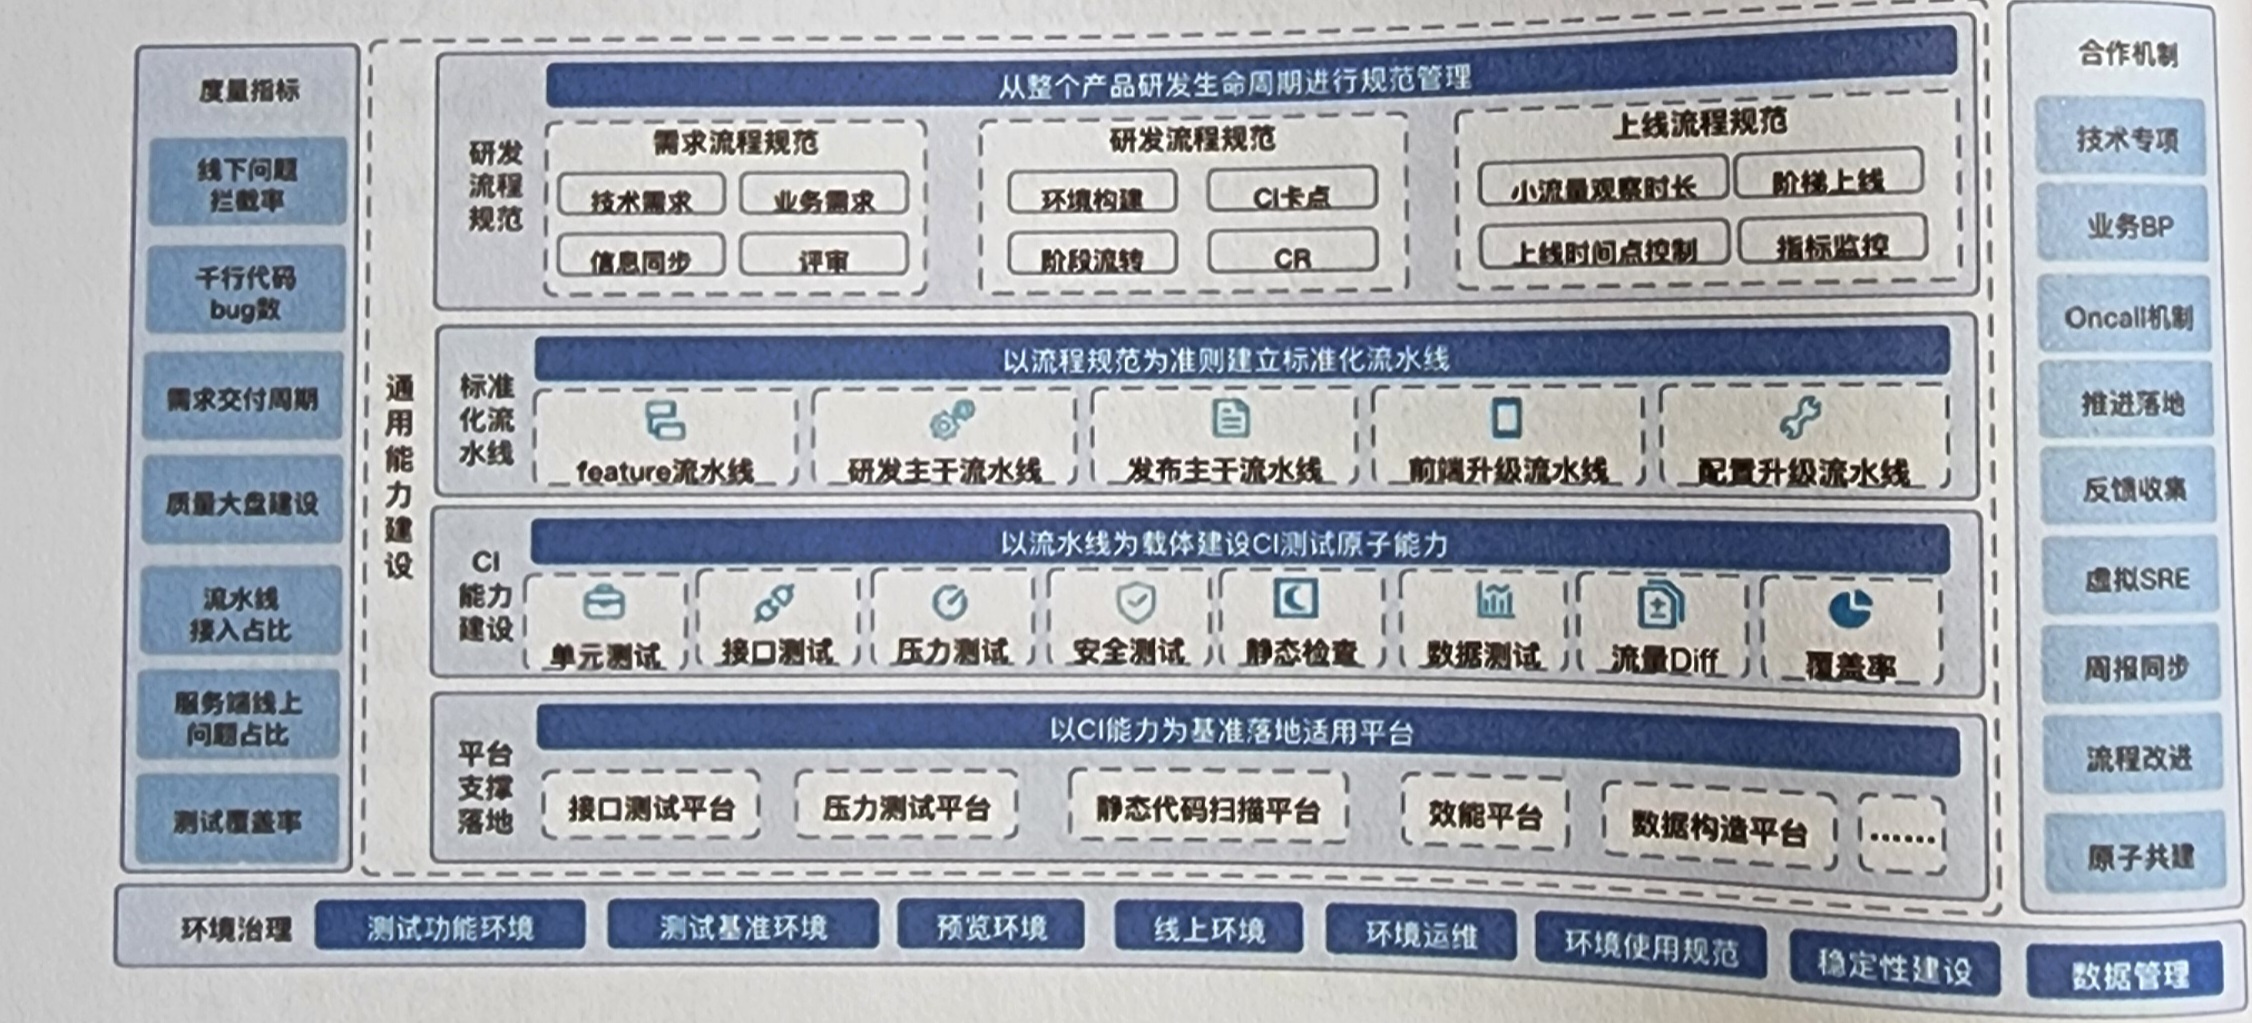 度量指标
线下问题
拦截率
千行代码
bug数
需求交付周期
质量大盘建设
流水线
接入占比
服务端线上
问题占比
测试覆盖率
通用能力建设
研发
流程
规范
从整个产品研发生命周期进行规范管理
需求流程规范
技术需求
业务需求
信息同步
评审
研发流程规范
环境构建
CI卡点
阶段流转
CR
上线流程规范
小流量观察时长
阶梯上线
上线时间点控制
指标监控
标准
化流
水线
以流程规范为准则建立标准化流水线
feature流水线
研发主干流水线
发布主干流水线
前端升级流水线
配置升级流水线
CI
能力
建设
以流水线为载体建设CI测试原子能力
单元测试
接口测试
压力测试
安全测试
静态检查
数据测试
流量Diff
覆盖率
平台
支撑
落地
以CI能力为基准落地适用平台
接口测试平台
压力测试平台
静态代码扫描平台
效能平台
数据构造平台
……
合作机制
技术专项
业务BP
Oncall机制
推进落地
反馈收集
虚拟SRE
周报同步
流程改进
原子共建
环境治理
测试功能环境
测试基准环境
预览环境
线上环境
环境运维
环境使用规范
稳定性建设
数据管理